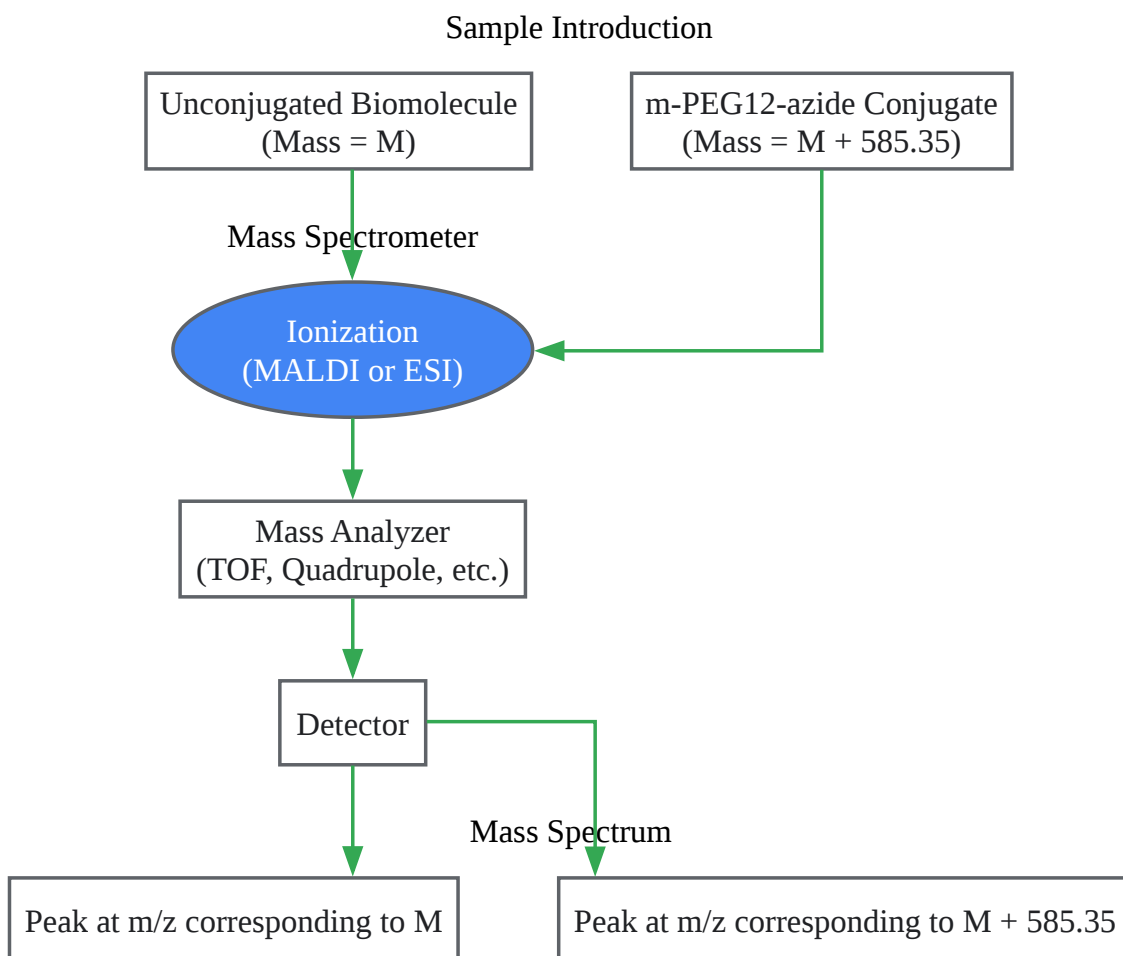 Sample Introduction
Unconjugated Biomolecule
(Mass = M)
m-PEG12-azide Conjugate
(Mass = M + 585.35)
Mass Spectrometer
Ionization
(MALDI or ESI)
Mass Analyzer
(TOF, Quadrupole, etc.)
Detector
Mass Spectrum
Peak at m/z corresponding to M
Peak at m/z corresponding to M + 585.35